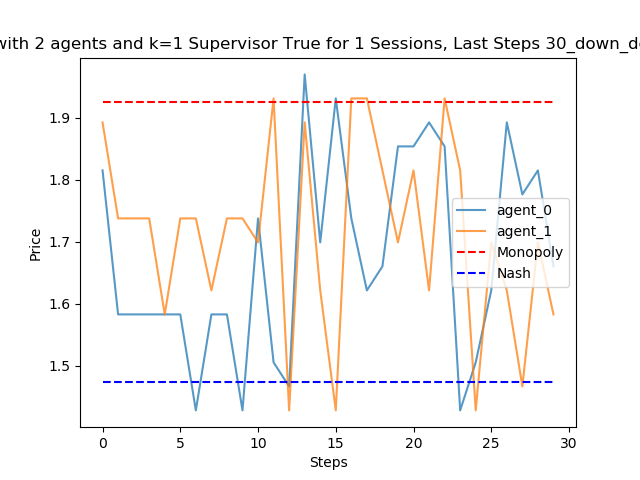 with 2 agents and k=1 Supervisor True for 1 Sessions, Last Steps 30_down_d
1.9
1.8
1.7
1.6
1.5
Price
0 5 10 15 20 25 30
Steps
agent_0
agent_1
Monopoly
Nash